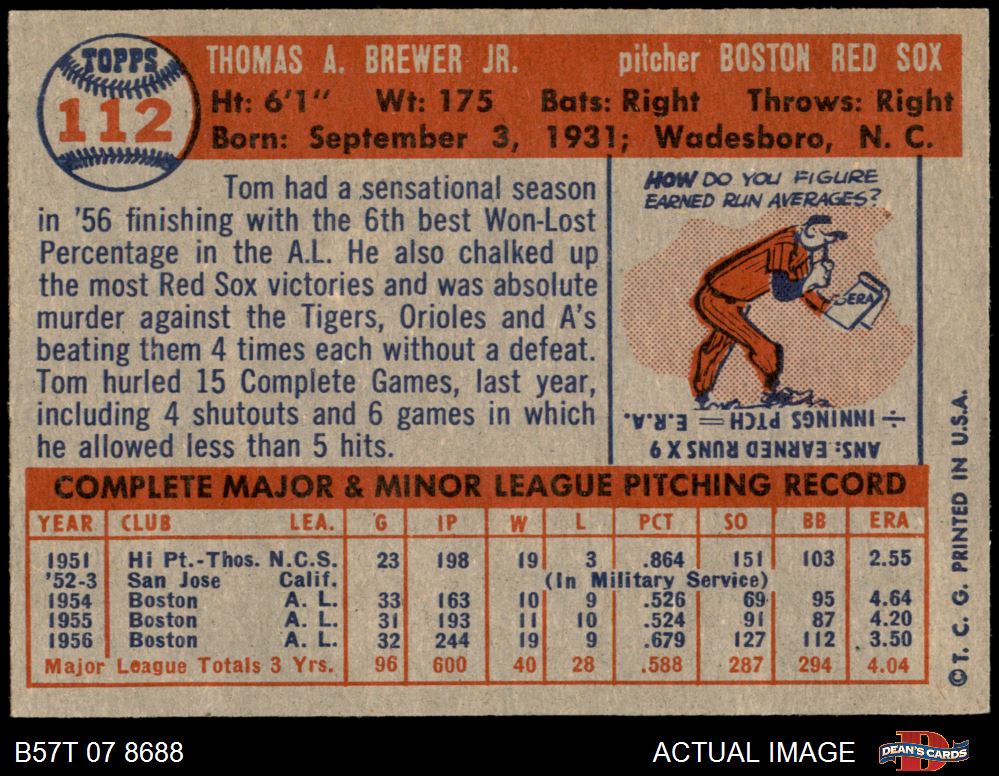 TOPPS
112
THOMAS A. BREWER JR. pitcher BOSTON RED SOX
Ht: 6'1" Wt: 175 Bats: Right Throws: Right
Born: September 3, 1931; Wadesboro, N. C.
Tom had a sensational season
in '56 finishing with the 6th best Won-Lost
Percentage in the A.L. He also chalked up
the most Red Sox victories and was absolute
murder against the Tigers, Orioles and A's
beating them 4 times each without a defeat.
Tom hurled 15 Complete Games, last year,
including 4 shutouts and 6 games in which
he allowed less than 5 hits.
HOW DO YOU FIGURE
EARNED RUN AVERAGES?
ERA
ANS: EARNED RUNS X 9
÷ INNINGS PTCH = E.R.A.
COMPLETE MAJOR & MINOR LEAGUE PITCHING RECORD
YEAR CLUB LEA. G IP W L PCT SO BB ERA
1951 Hi Pt.-Thos. N.C.S. 23 198 19 3 .864 151 103 2.55
'52-3 San Jose Calif. (In Military Service)
1954 Boston A. L. 33 163 10 9 .526 69 95 4.64
1955 Boston A. L. 31 193 11 10 .524 91 87 4.20
1956 Boston A. L. 32 244 19 9 .679 127 112 3.50
Major League Totals 3 Yrs. 96 600 40 28 .588 287 294 4.04
©T. C. G. PRINTED IN U.S.A.
B57T 07 8688 ACTUAL IMAGE DEAN'S CARDS